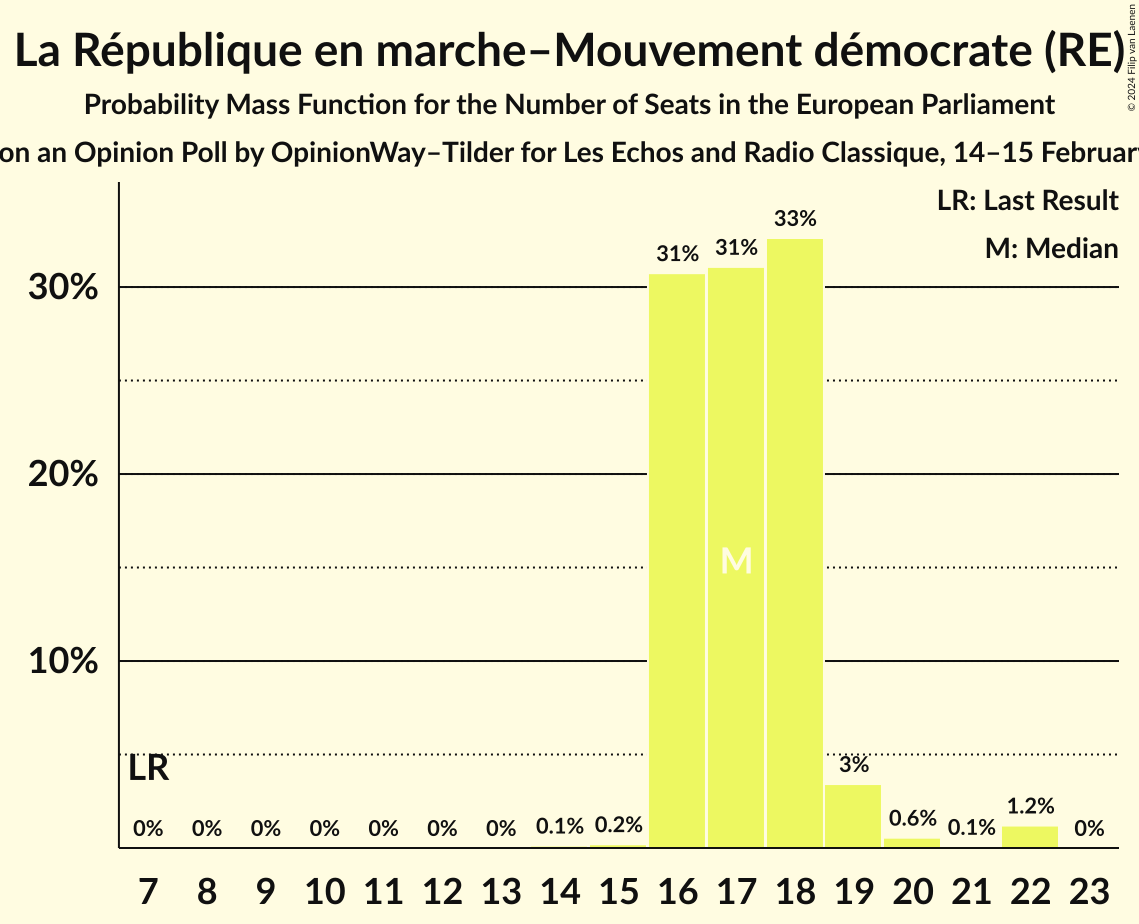 La République en marche–Mouvement démocrate (RE)
© 2024 Filip van Laenen
Probability Mass Function for the Number of Seats in the European Parliament
on an Opinion Poll by OpinionWay–Tilder for Les Echos and Radio Classique, 14–15 February
LR: Last Result
M: Median
33%
31% 31%
30%
20%
M
10%
LR
3%
0% 0% 0% 0% 0% 0% 0% 0.1% 0.2% 0.6% 0.1% 1.2% 0%
7 8 9 10 11 12 13 14 15 16 17 18 19 20 21 22 23